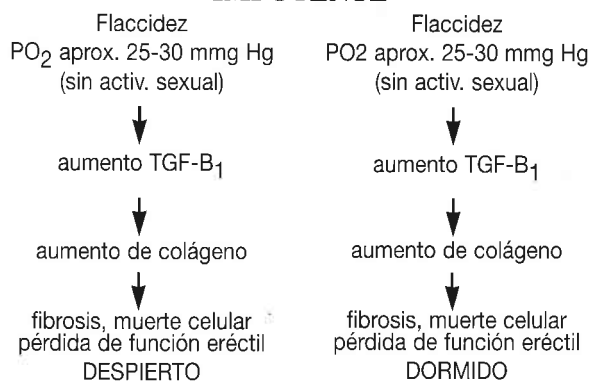 Flaccidez
PO2 aprox. 25-30 mmg Hg
(sin activ. sexual)
aumento TGF-B1
aumento de colágeno
fibrosis, muerte celular
pérdida de función eréctil
DESPIERTO
Flaccidez
PO2 aprox. 25-30 mmg Hg
(sin activ. sexual)
aumento TGF-B1
aumento de colágeno
fibrosis, muerte celular
pérdida de función eréctil
DORMIDO